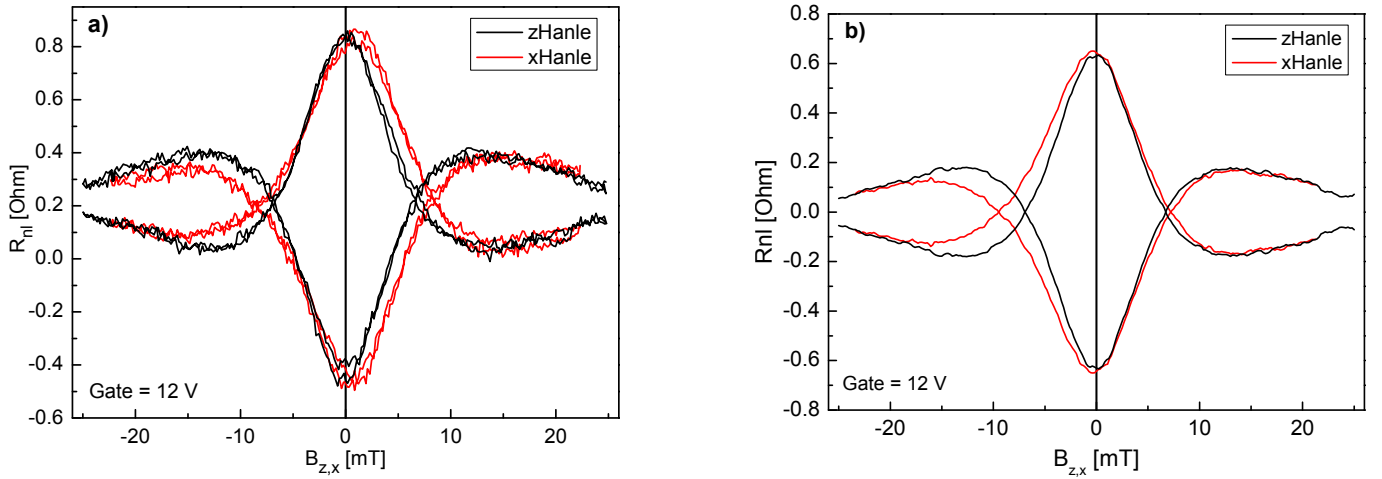 a)
zHanle
xHanle
0.8
0.6
0.4
0.2
0.0
-0.2
-0.4
-0.6
R_nl [Ohm]
Gate = 12 V
-20
-10
0
10
20
B_z,x [mT]
b)
zHanle
xHanle
0.8
0.6
0.4
0.2
0.0
-0.2
-0.4
-0.6
-0.8
Rnl [Ohm]
Gate = 12 V
-20
-10
0
10
20
B_z,x [mT]